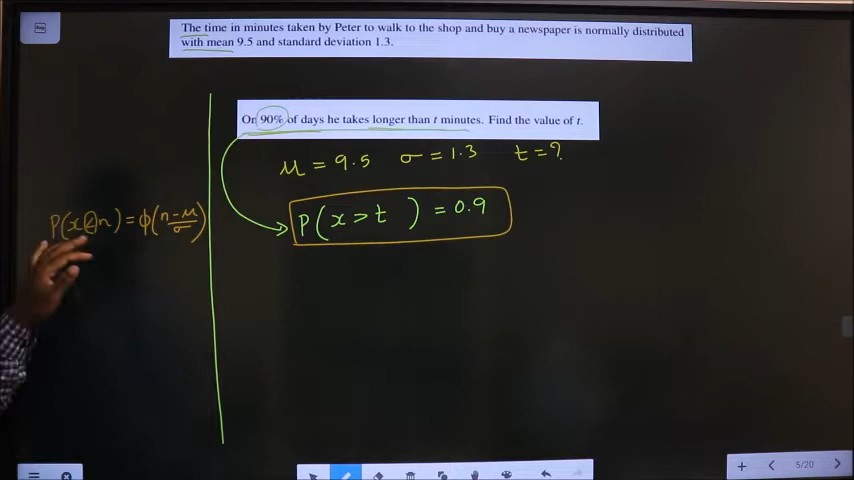 The time in minutes taken by Peter to walk to the shop and buy a newspaper is normally distributed
with mean 9.5 and standard deviation 1.3.
On 90% of days he takes longer than t minutes. Find the value of t.
μ = 9.5 σ = 1.3 t = ?
P(x > t ) = 0.9
P(x < n) = φ(n-μ/σ)
5/20